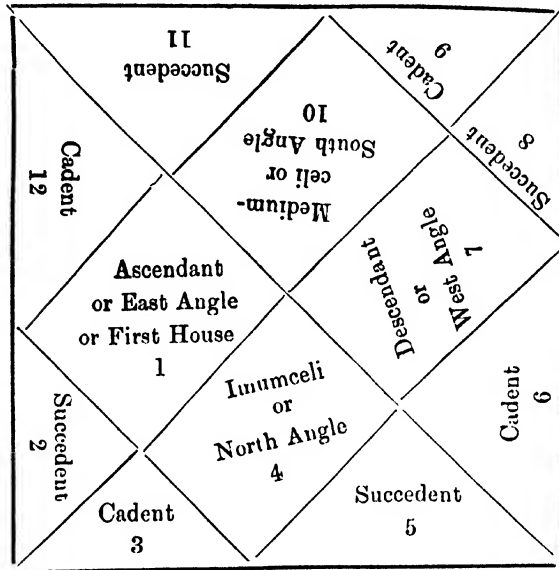 Ascendant
or East Angle
or First House
1
Succedent
2
Cadent
3
Imumceli
or
North Angle
4
Succedent
5
Cadent
6
Descendant
or
West Angle
7
Succedent
8
Cadent
9
Medium-
celi or
South Angle
10
Succedent
11
Cadent
12